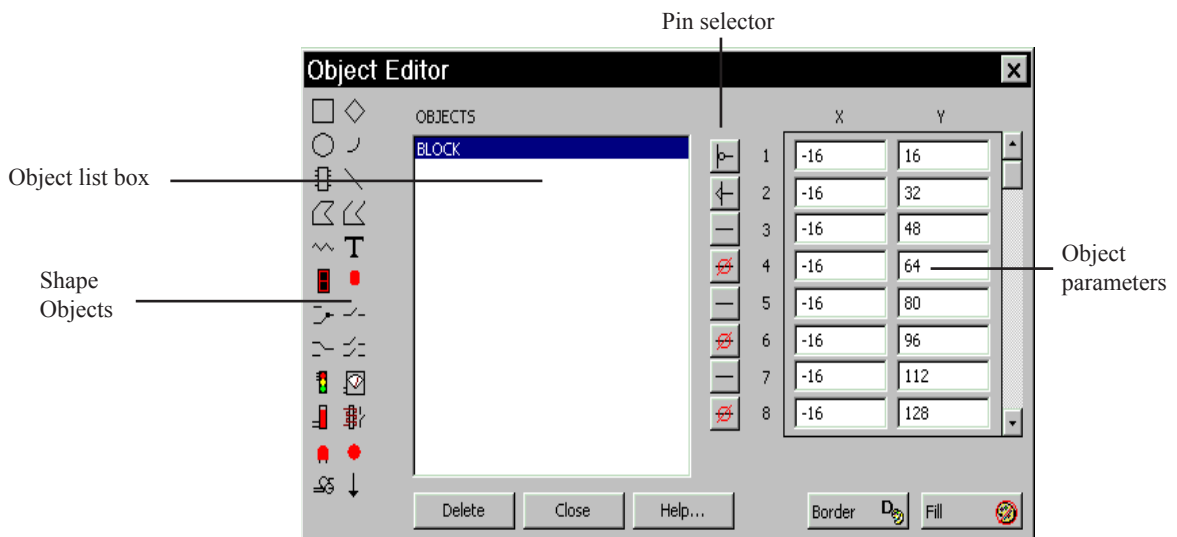 Pin selector
Object Editor
OBJECTS
X Y
BLOCK
1 -16 16
2 -16 32
3 -16 48
4 -16 64
5 -16 80
6 -16 96
7 -16 112
8 -16 128
Object list box
Shape
Objects
T
Object
parameters
Delete Close Help... Border D Fill